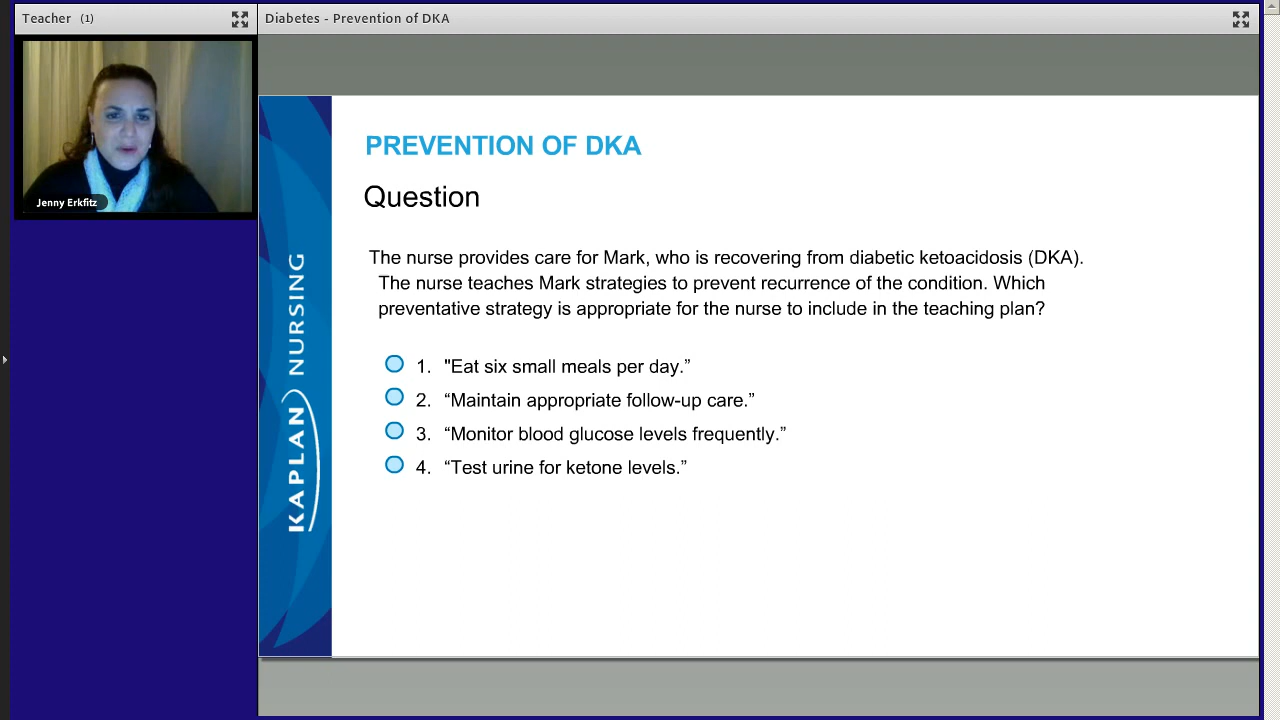 Teacher (1)
Diabetes - Prevention of DKA
Jenny Erkfitz
KAPLAN NURSING
PREVENTION OF DKA
Question
The nurse provides care for Mark, who is recovering from diabetic ketoacidosis (DKA).
The nurse teaches Mark strategies to prevent recurrence of the condition. Which
preventative strategy is appropriate for the nurse to include in the teaching plan?
1. "Eat six small meals per day.”
2. “Maintain appropriate follow-up care.”
3. “Monitor blood glucose levels frequently.”
4. “Test urine for ketone levels.”